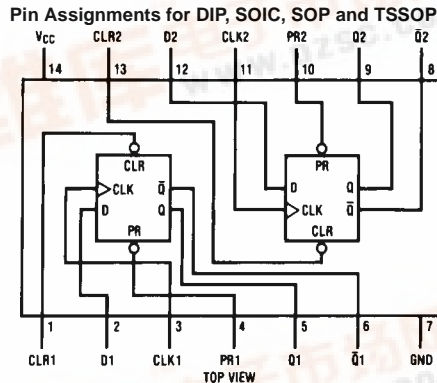 Pin Assignments for DIP, SOIC, SOP and TSSOP
VCC CLR2 D2 CLK2 PR2 Q2 Q̅2
14 13 12 11 10 9 8
CLR PR
CLK Q̅ D Q
D Q CLK Q̅
PR CLR
1 2 3 4 5 6 7
CLR1 D1 CLK1 PR1 Q1 Q̅1 GND
TOP VIEW